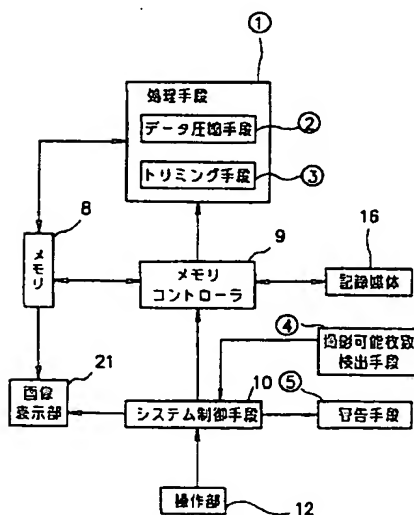 ①
処理手段
データ圧縮手段 ②
トリミング手段 ③
8
メモリ
9
メモリ
コントローラ
16
記録媒体
④
撮影可能枚数
検出手段
⑤
警告手段
21
画像
表示部
10
システム制御手段
操作部
12